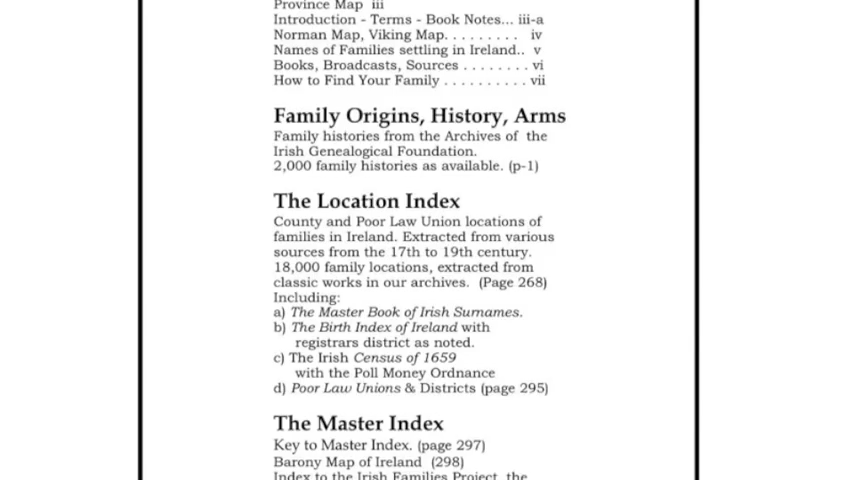 Province Map iii
Introduction - Terms - Book Notes... iii-a
Norman Map, Viking Map. . . . . . . . . iv
Names of Families settling in Ireland.. v
Books, Broadcasts, Sources . . . . . . . . vi
How to Find Your Family . . . . . . . . . . vii
Family Origins, History, Arms
Family histories from the Archives of the
Irish Genealogical Foundation.
2,000 family histories as available. (p-1)
The Location Index
County and Poor Law Union locations of
families in Ireland. Extracted from various
sources from the 17th to 19th century.
18,000 family locations, extracted from
classic works in our archives. (Page 268)
Including:
a) The Master Book of Irish Surnames.
b) The Birth Index of Ireland with
registrars district as noted.
c) The Irish Census of 1659
with the Poll Money Ordnance
d) Poor Law Unions & Districts (page 295)
The Master Index
Key to Master Index. (page 297)
Barony Map of Ireland (298)
Index to the Irish Families Project, the